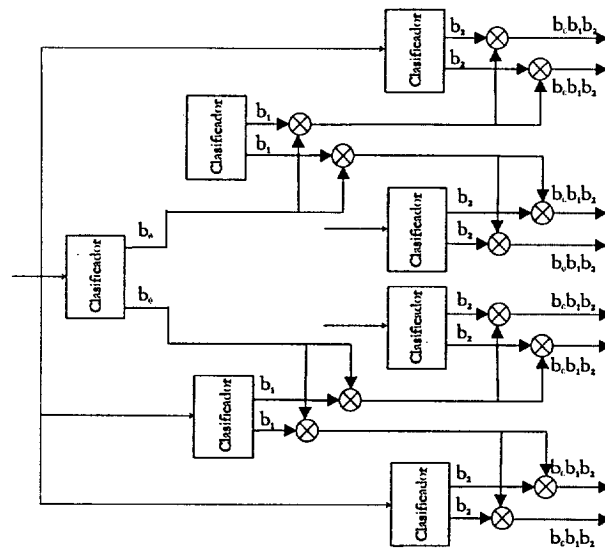 Clasificador
b₂
b₂
b₀b₁b₂
b₀b₁b₂
Clasificador
b₁
b₁
Clasificador
b₂
b₂
b₀b₁b₂
b₀b₁b₂
Clasificador
b₀
b₀
Clasificador
b₂
b₂
b₀b₁b₂
b₀b₁b₂
Clasificador
b₁
b₁
Clasificador
b₂
b₂
b₀b₁b₂
b₀b₁b₂